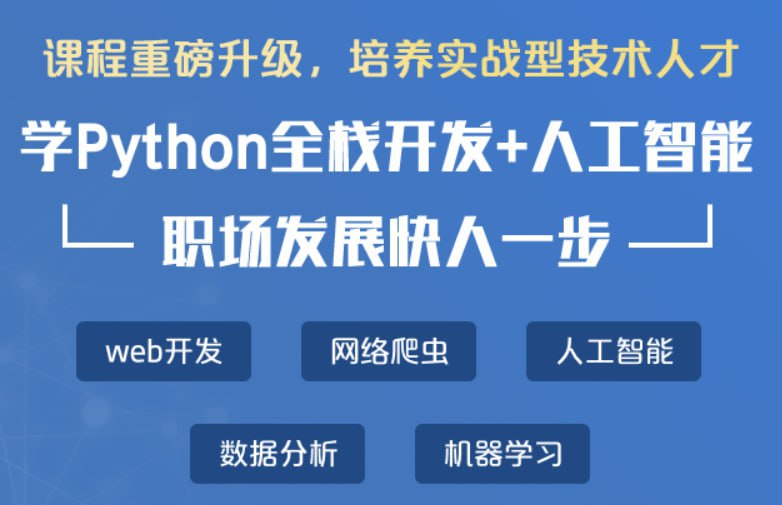 课程重磅升级，培养实战型技术人才
学Python全栈开发+人工智能
职场发展快人一步
web开发 网络爬虫 人工智能
数据分析 机器学习